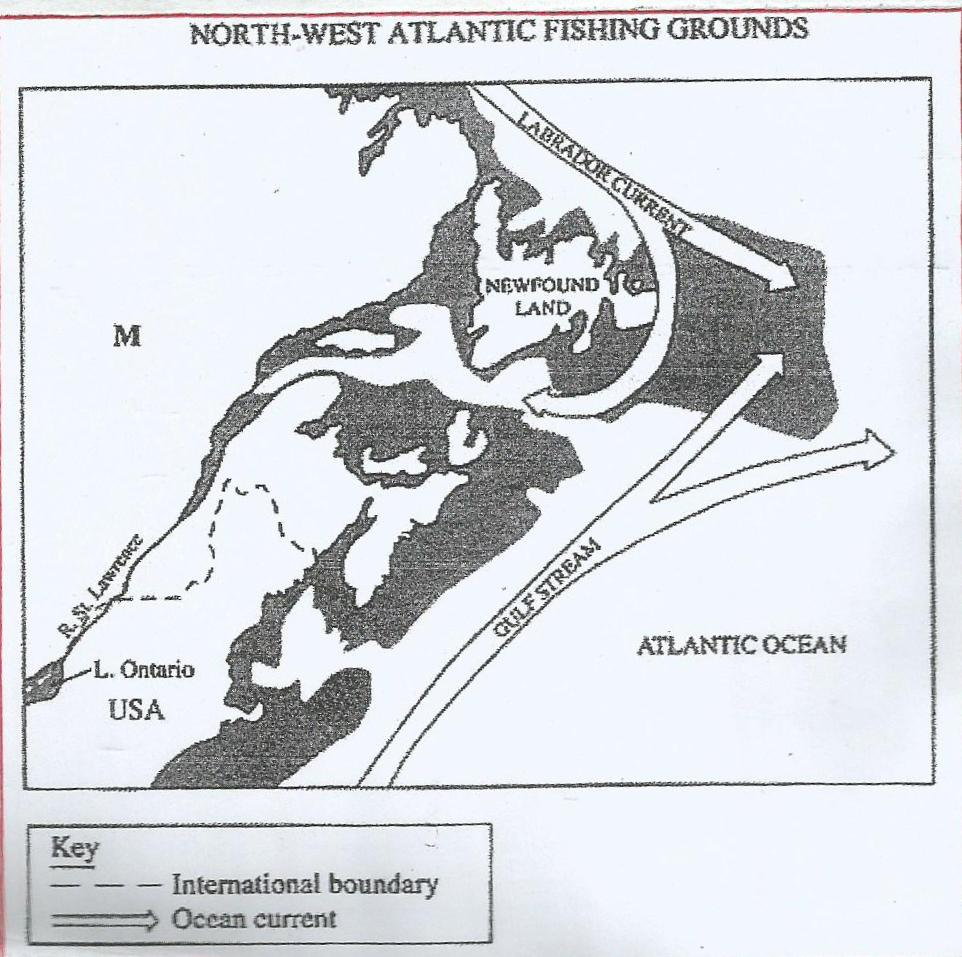 NORTH-WEST ATLANTIC FISHING GROUNDS
LABRADOR CURRENT
NEWFOUND
LAND
M
R. St. Lawrence
GULF STREAM
ATLANTIC OCEAN
L. Ontario
USA
Key
International boundary
Ocean current